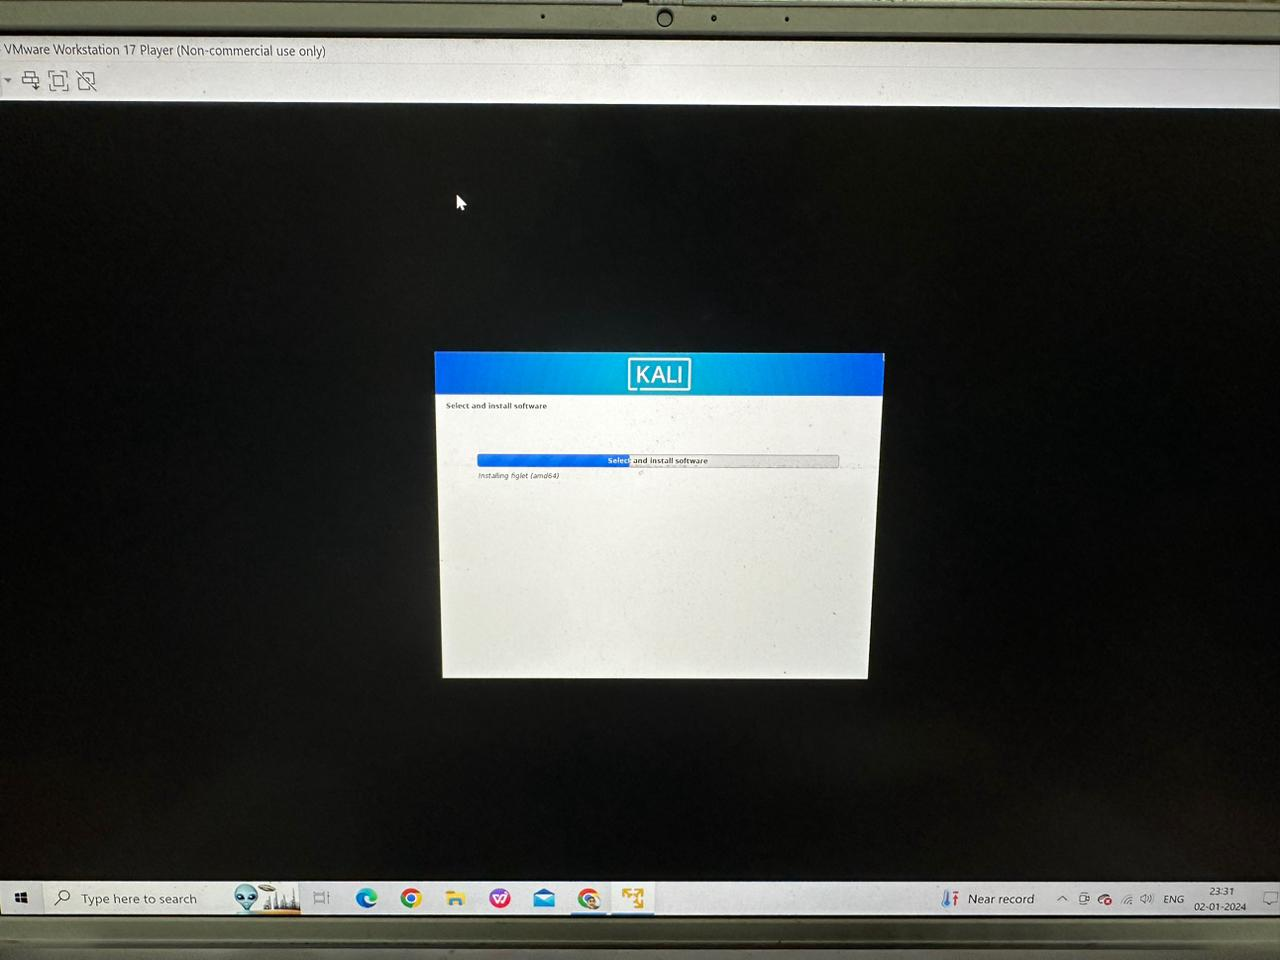 VMware Workstation 17 Player (Non-commercial use only)
KALI
Select and install software
Select and install software
Installing figlet (amd64)
Type here to search
Near record
ENG
23:31
02-01-2024